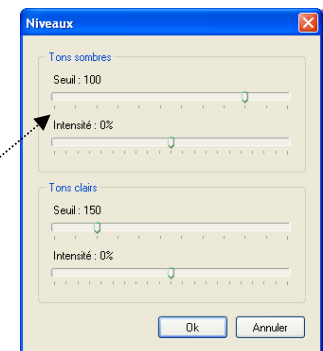 Niveaux
Tons sombres
Seuil : 100
Intensité : 0%
Tons clairs
Seuil : 150
Intensité : 0%
Ok Annuler